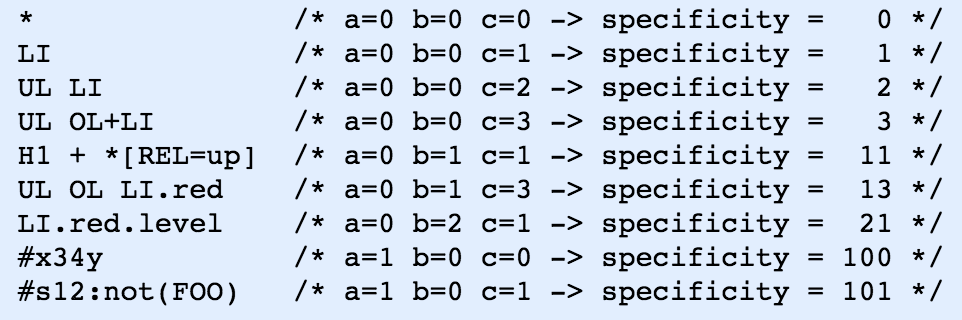 *               /* a=0 b=0 c=0 -> specificity =   0 */
LI              /* a=0 b=0 c=1 -> specificity =   1 */
UL LI           /* a=0 b=0 c=2 -> specificity =   2 */
UL OL+LI        /* a=0 b=0 c=3 -> specificity =   3 */
H1 + *[REL=up]  /* a=0 b=1 c=1 -> specificity =  11 */
UL OL LI.red    /* a=0 b=1 c=3 -> specificity =  13 */
LI.red.level    /* a=0 b=2 c=1 -> specificity =  21 */
#x34y           /* a=1 b=0 c=0 -> specificity = 100 */
#s12:not(FOO)   /* a=1 b=0 c=1 -> specificity = 101 */